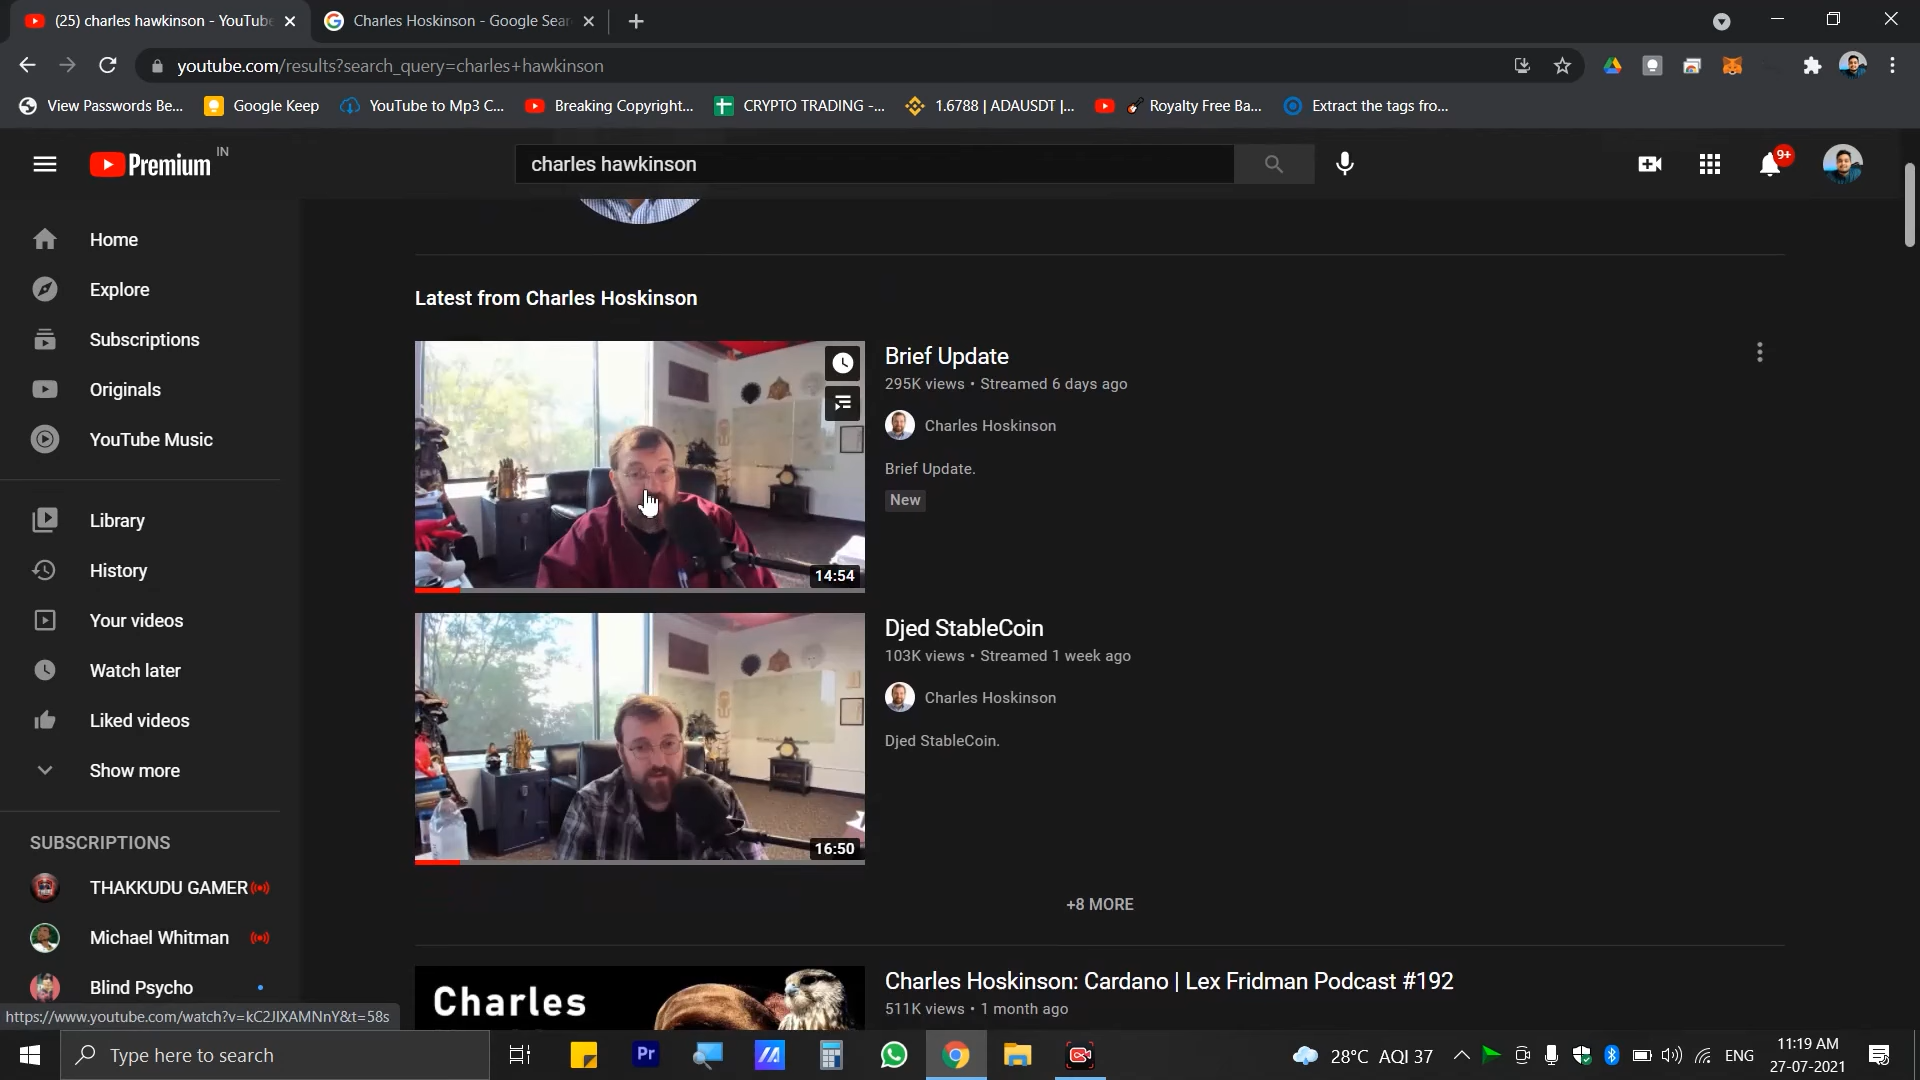 (25) charles hawkinson - YouTube
Charles Hoskinson - Google Sear
youtube.com/results?search_query=charles+hawkinson
View Passwords Be...
Google Keep
YouTube to Mp3 C...
Breaking Copyright...
CRYPTO TRADING -...
1.6788 | ADAUSDT |...
Royalty Free Ba...
Extract the tags fro...
Premium IN
charles hawkinson
9+
Home
Explore
Subscriptions
Originals
YouTube Music
Library
History
Your videos
Watch later
Liked videos
Show more
SUBSCRIPTIONS
THAKKUDU GAMER
Michael Whitman
Blind Psycho
Latest from Charles Hoskinson
14:54
Brief Update
295K views • Streamed 6 days ago
Charles Hoskinson
Brief Update.
New
16:50
Djed StableCoin
103K views • Streamed 1 week ago
Charles Hoskinson
Djed StableCoin.
+8 MORE
Charles
Charles Hoskinson: Cardano | Lex Fridman Podcast #192
511K views • 1 month ago
https://www.youtube.com/watch?v=kC2JIXAMNnY&t=58s
Type here to search
Pr
28°C AQI 37
ENG
11:19 AM
27-07-2021